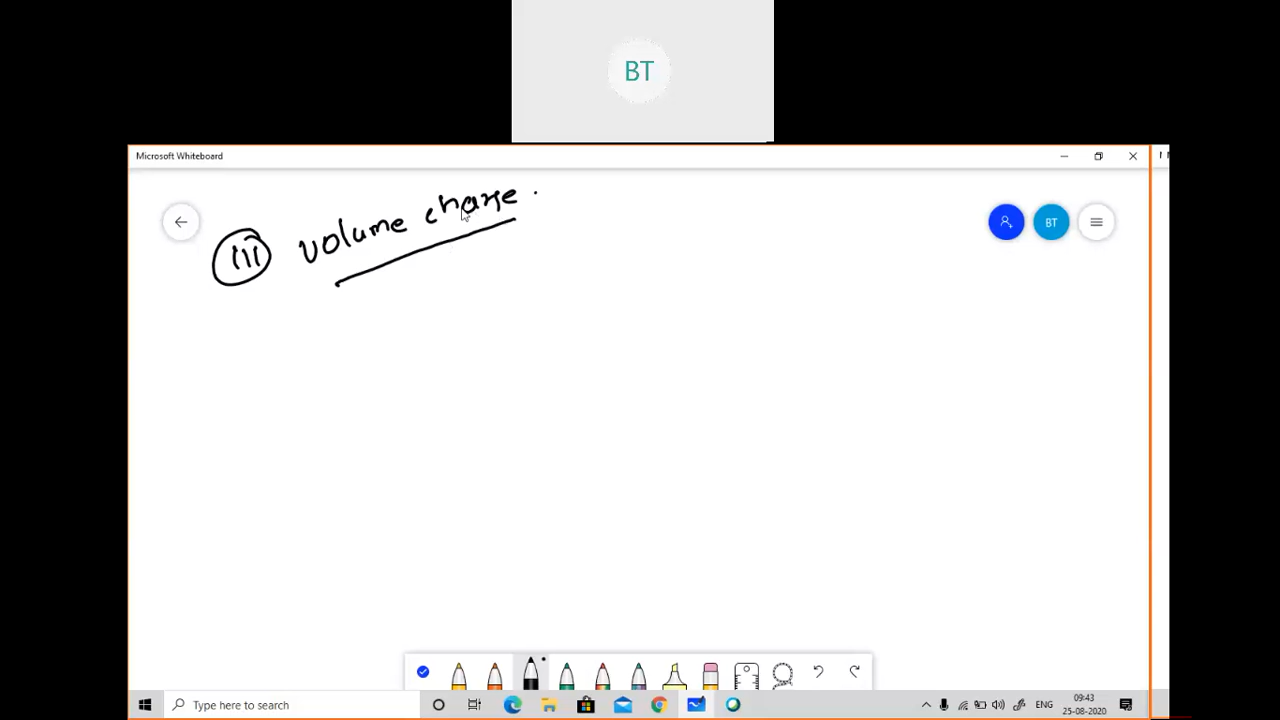 BT
Microsoft Whiteboard
(iii) volume charge.
BT
Type here to search
ENG
09:43
25-08-2020